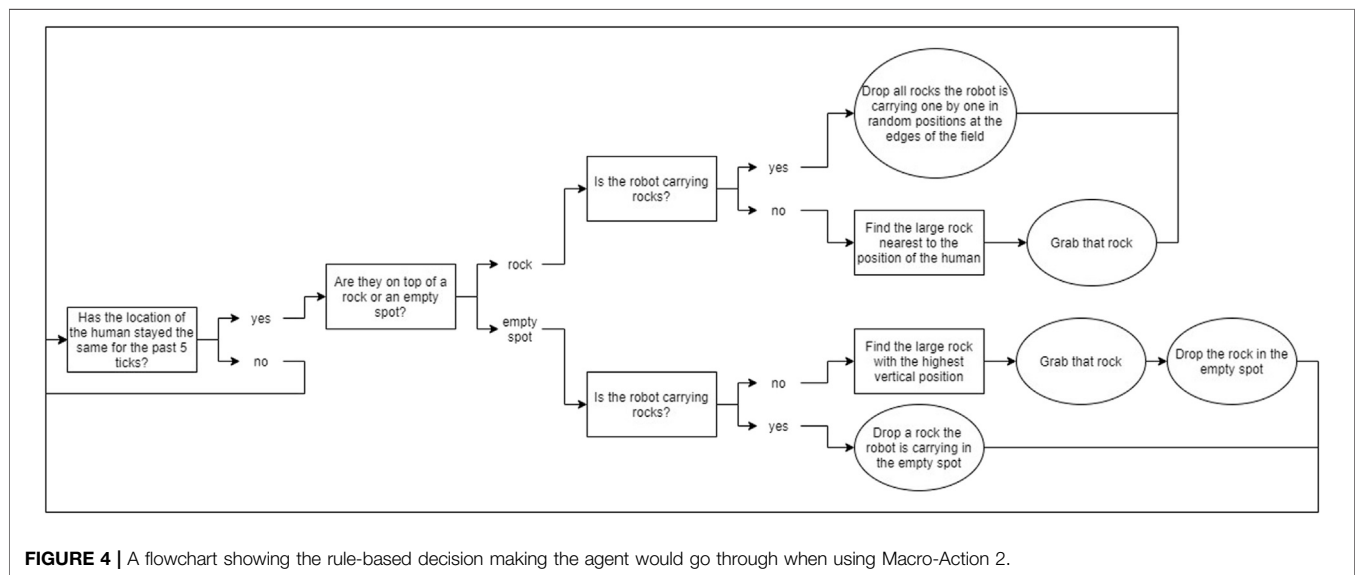 Has the location of
the human stayed the
same for the past 5
ticks?
yes
no
Are they on top of a
rock or an empty
spot?
rock
empty
spot
Is the robot carrying
rocks?
yes
no
Drop all rocks the robot is
carrying one by one in
random positions at the
edges of the field
Find the large rock
nearest to the
position of the human
Grab that rock
Is the robot carrying
rocks?
no
yes
Find the large rock
with the highest
vertical position
Grab that rock
Drop the rock in the
empty spot
Drop a rock the
robot is carrying in
the empty spot
FIGURE 4 | A flowchart showing the rule-based decision making the agent would go through when using Macro-Action 2.